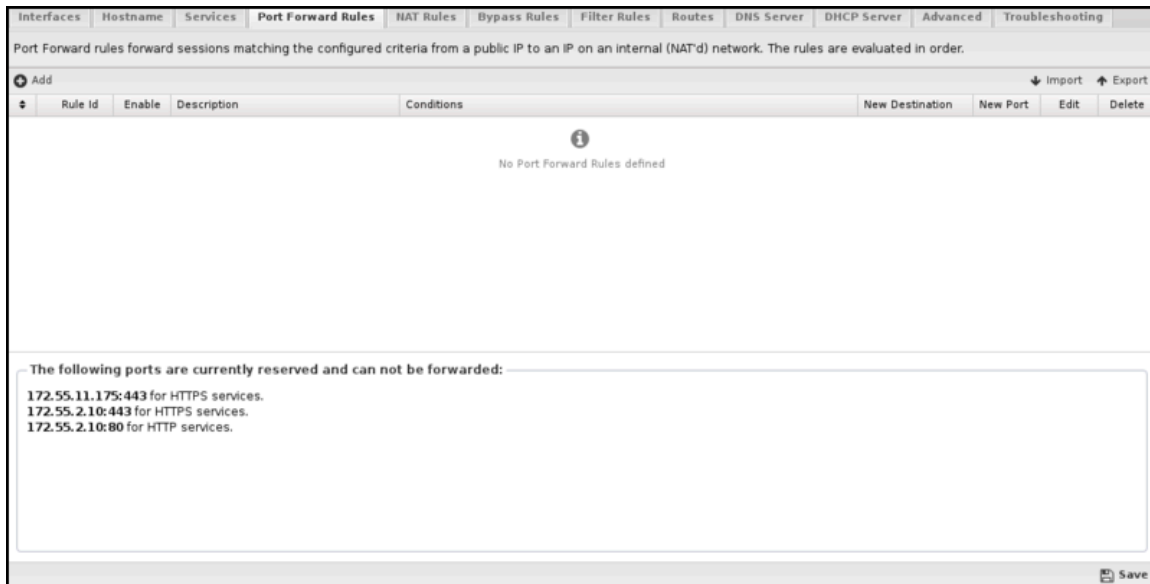 Interfaces Hostname Services Port Forward Rules NAT Rules Bypass Rules Filter Rules Routes DNS Server DHCP Server Advanced Troubleshooting
Port Forward rules forward sessions matching the configured criteria from a public IP to an IP on an internal (NAT'd) network. The rules are evaluated in order.
Add Import Export
Rule Id Enable Description Conditions New Destination New Port Edit Delete
No Port Forward Rules defined
The following ports are currently reserved and can not be forwarded:
172.55.11.175:443 for HTTPS services.
172.55.2.10:443 for HTTPS services.
172.55.2.10:80 for HTTP services.
Save